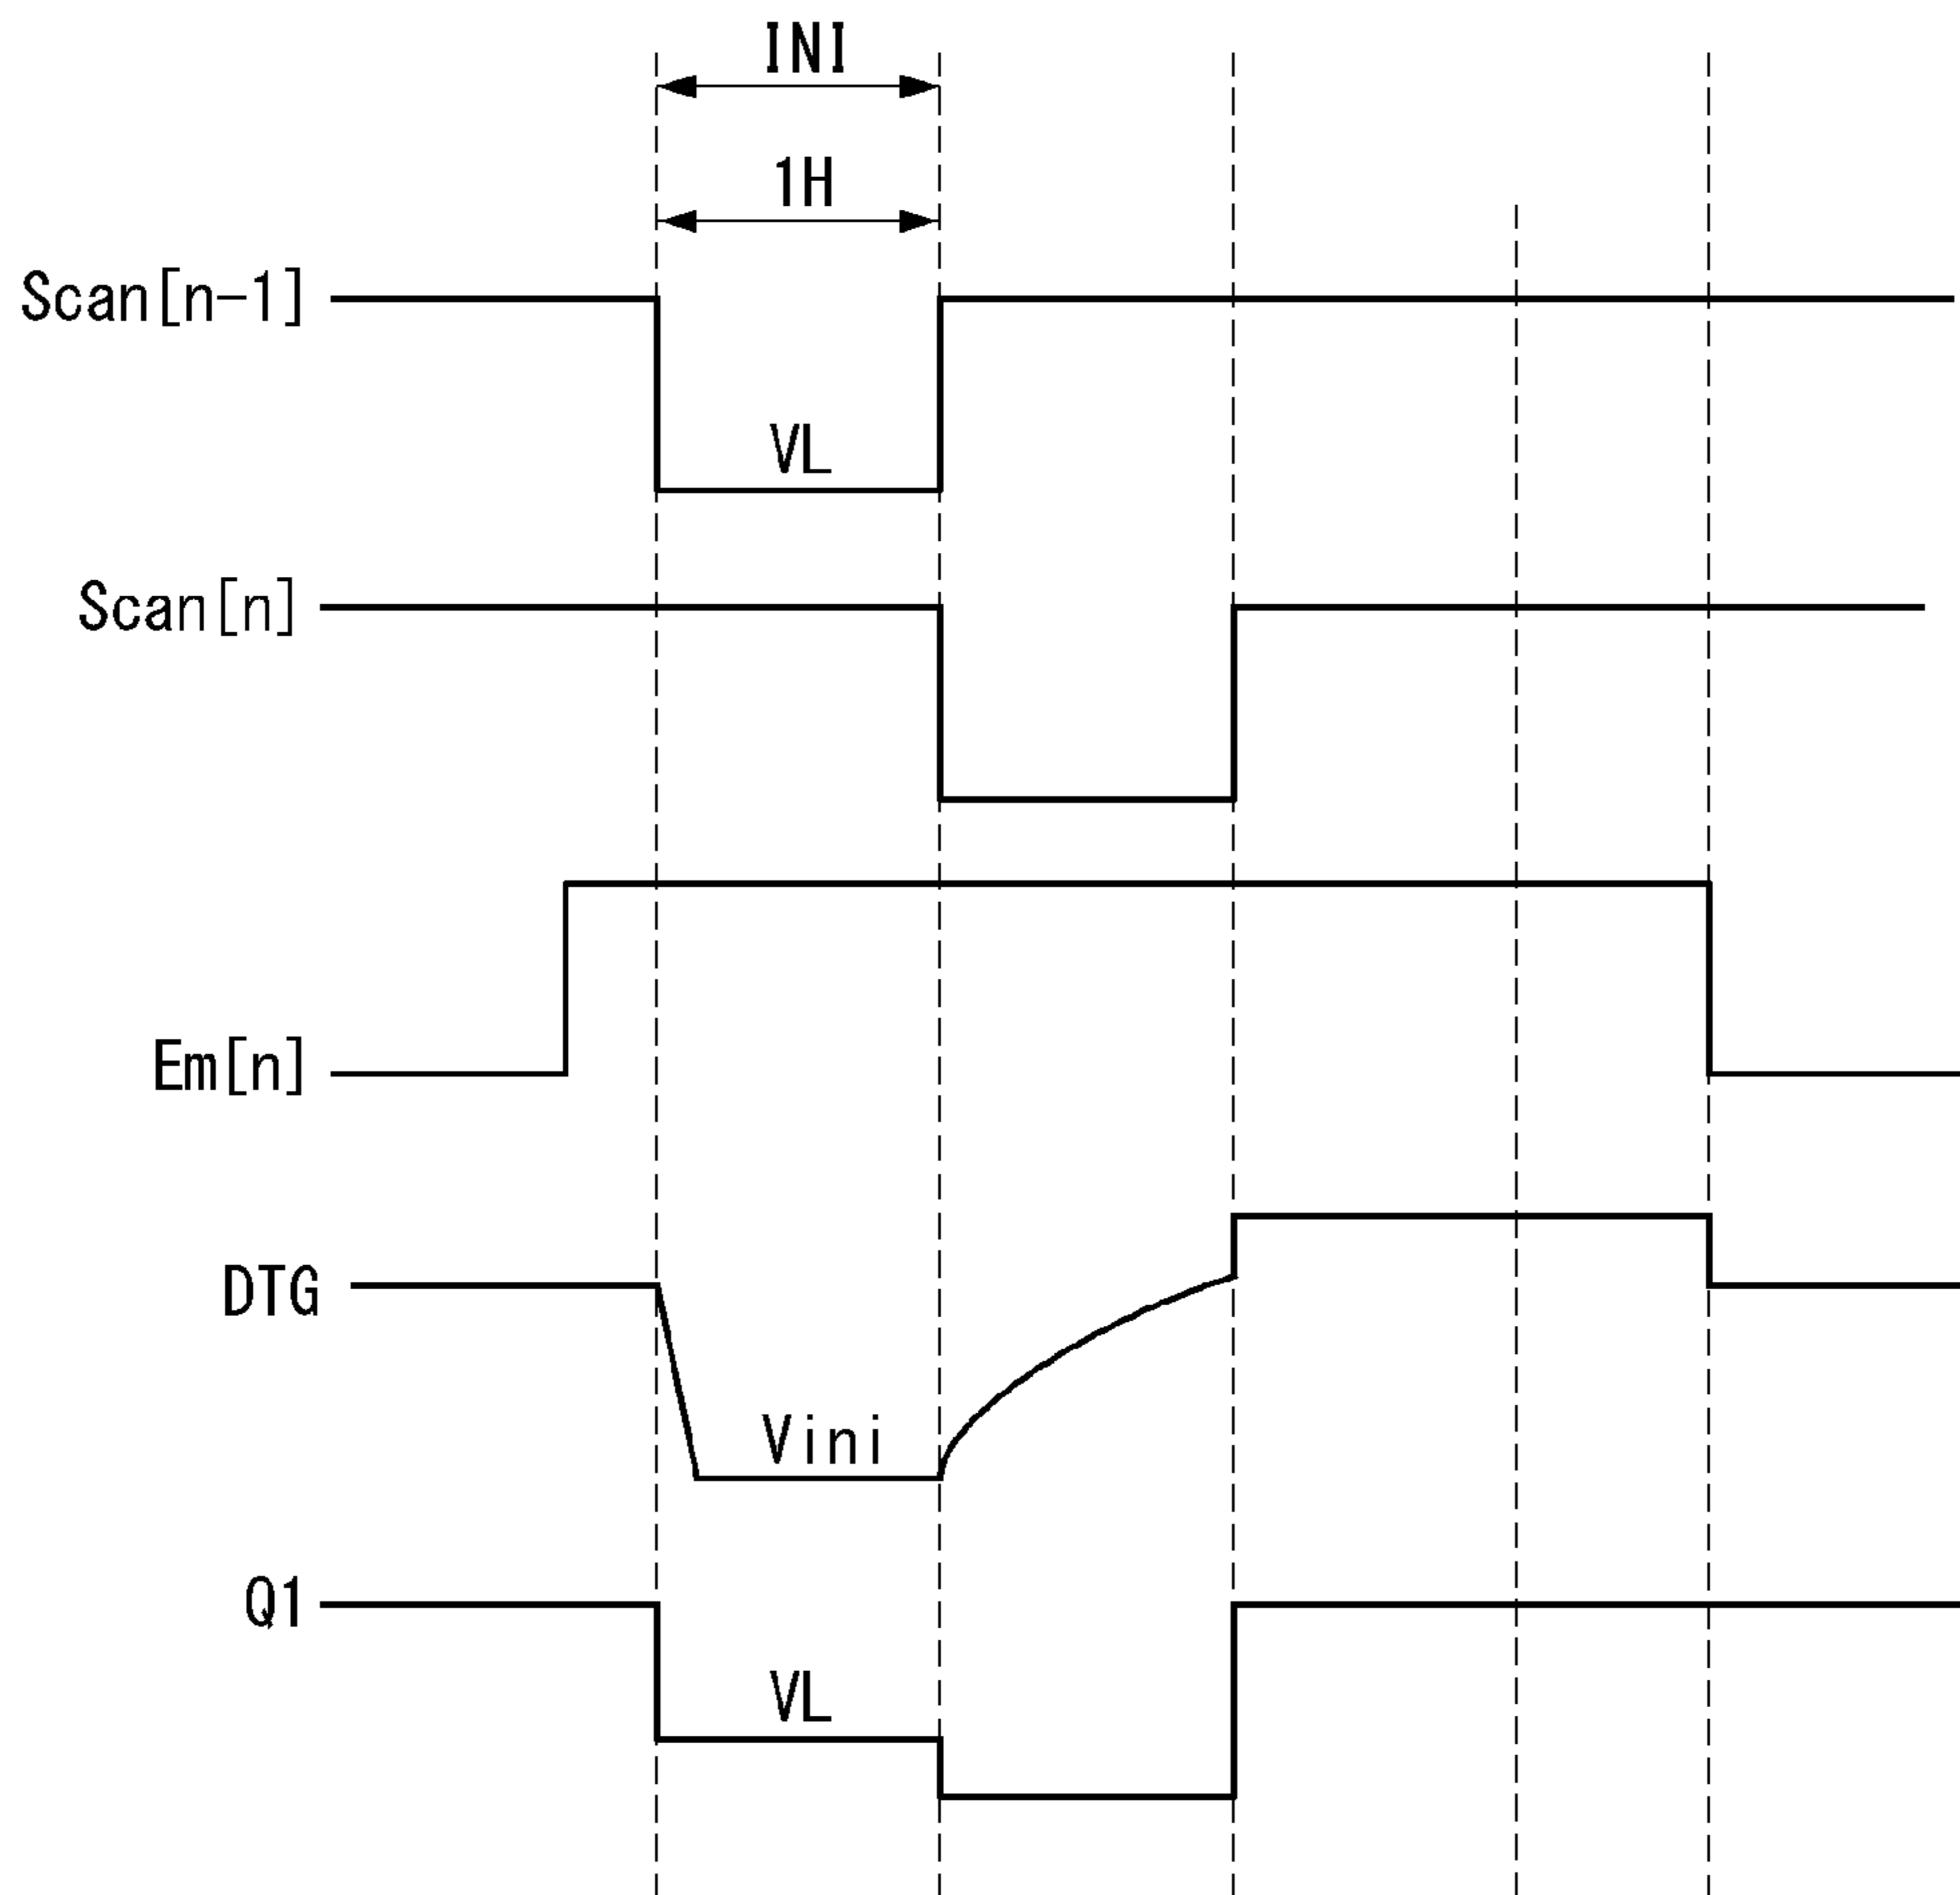 INI
1H
Scan[n-1]
VL
Scan[n]
Em[n]
DTG
Vini
Q1
VL